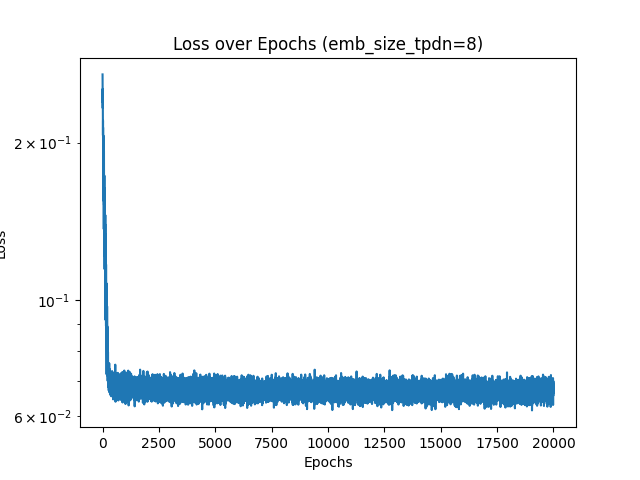 Loss over Epochs (emb_size_tpdn=8)
2 × 10⁻¹
10⁻¹
6 × 10⁻²
Loss
0 2500 5000 7500 10000 12500 15000 17500 20000
Epochs